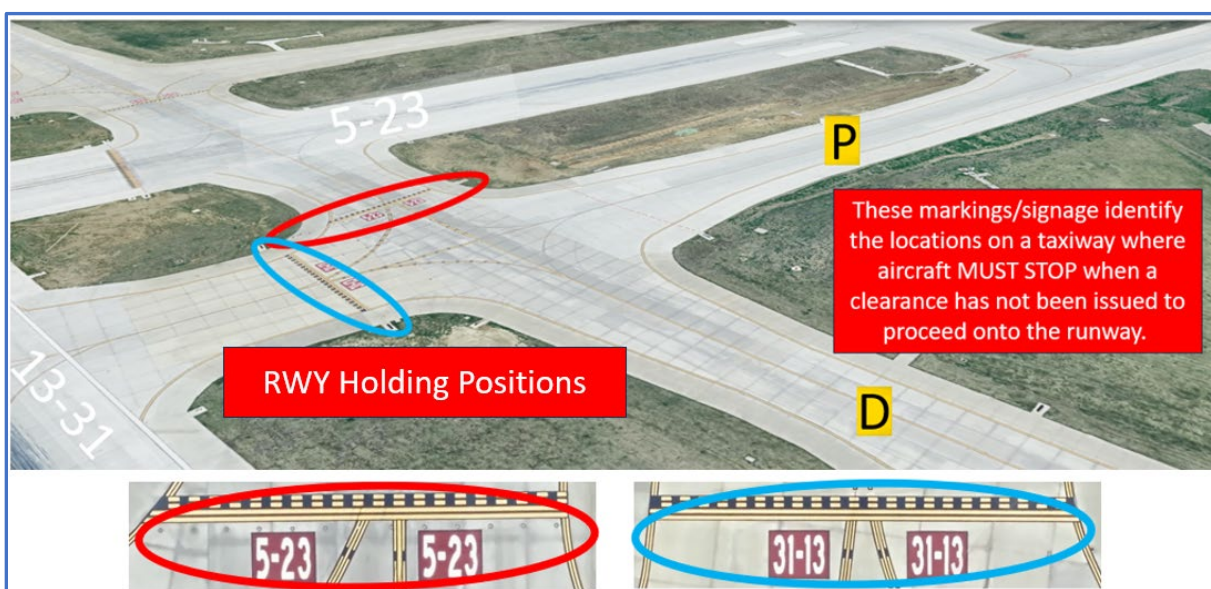 5-23
P
These markings/signage identify
the locations on a taxiway where
aircraft MUST STOP when a
clearance has not been issued to
proceed onto the runway.
RWY Holding Positions
13-31
D
5-23 5-23
31-13 31-13